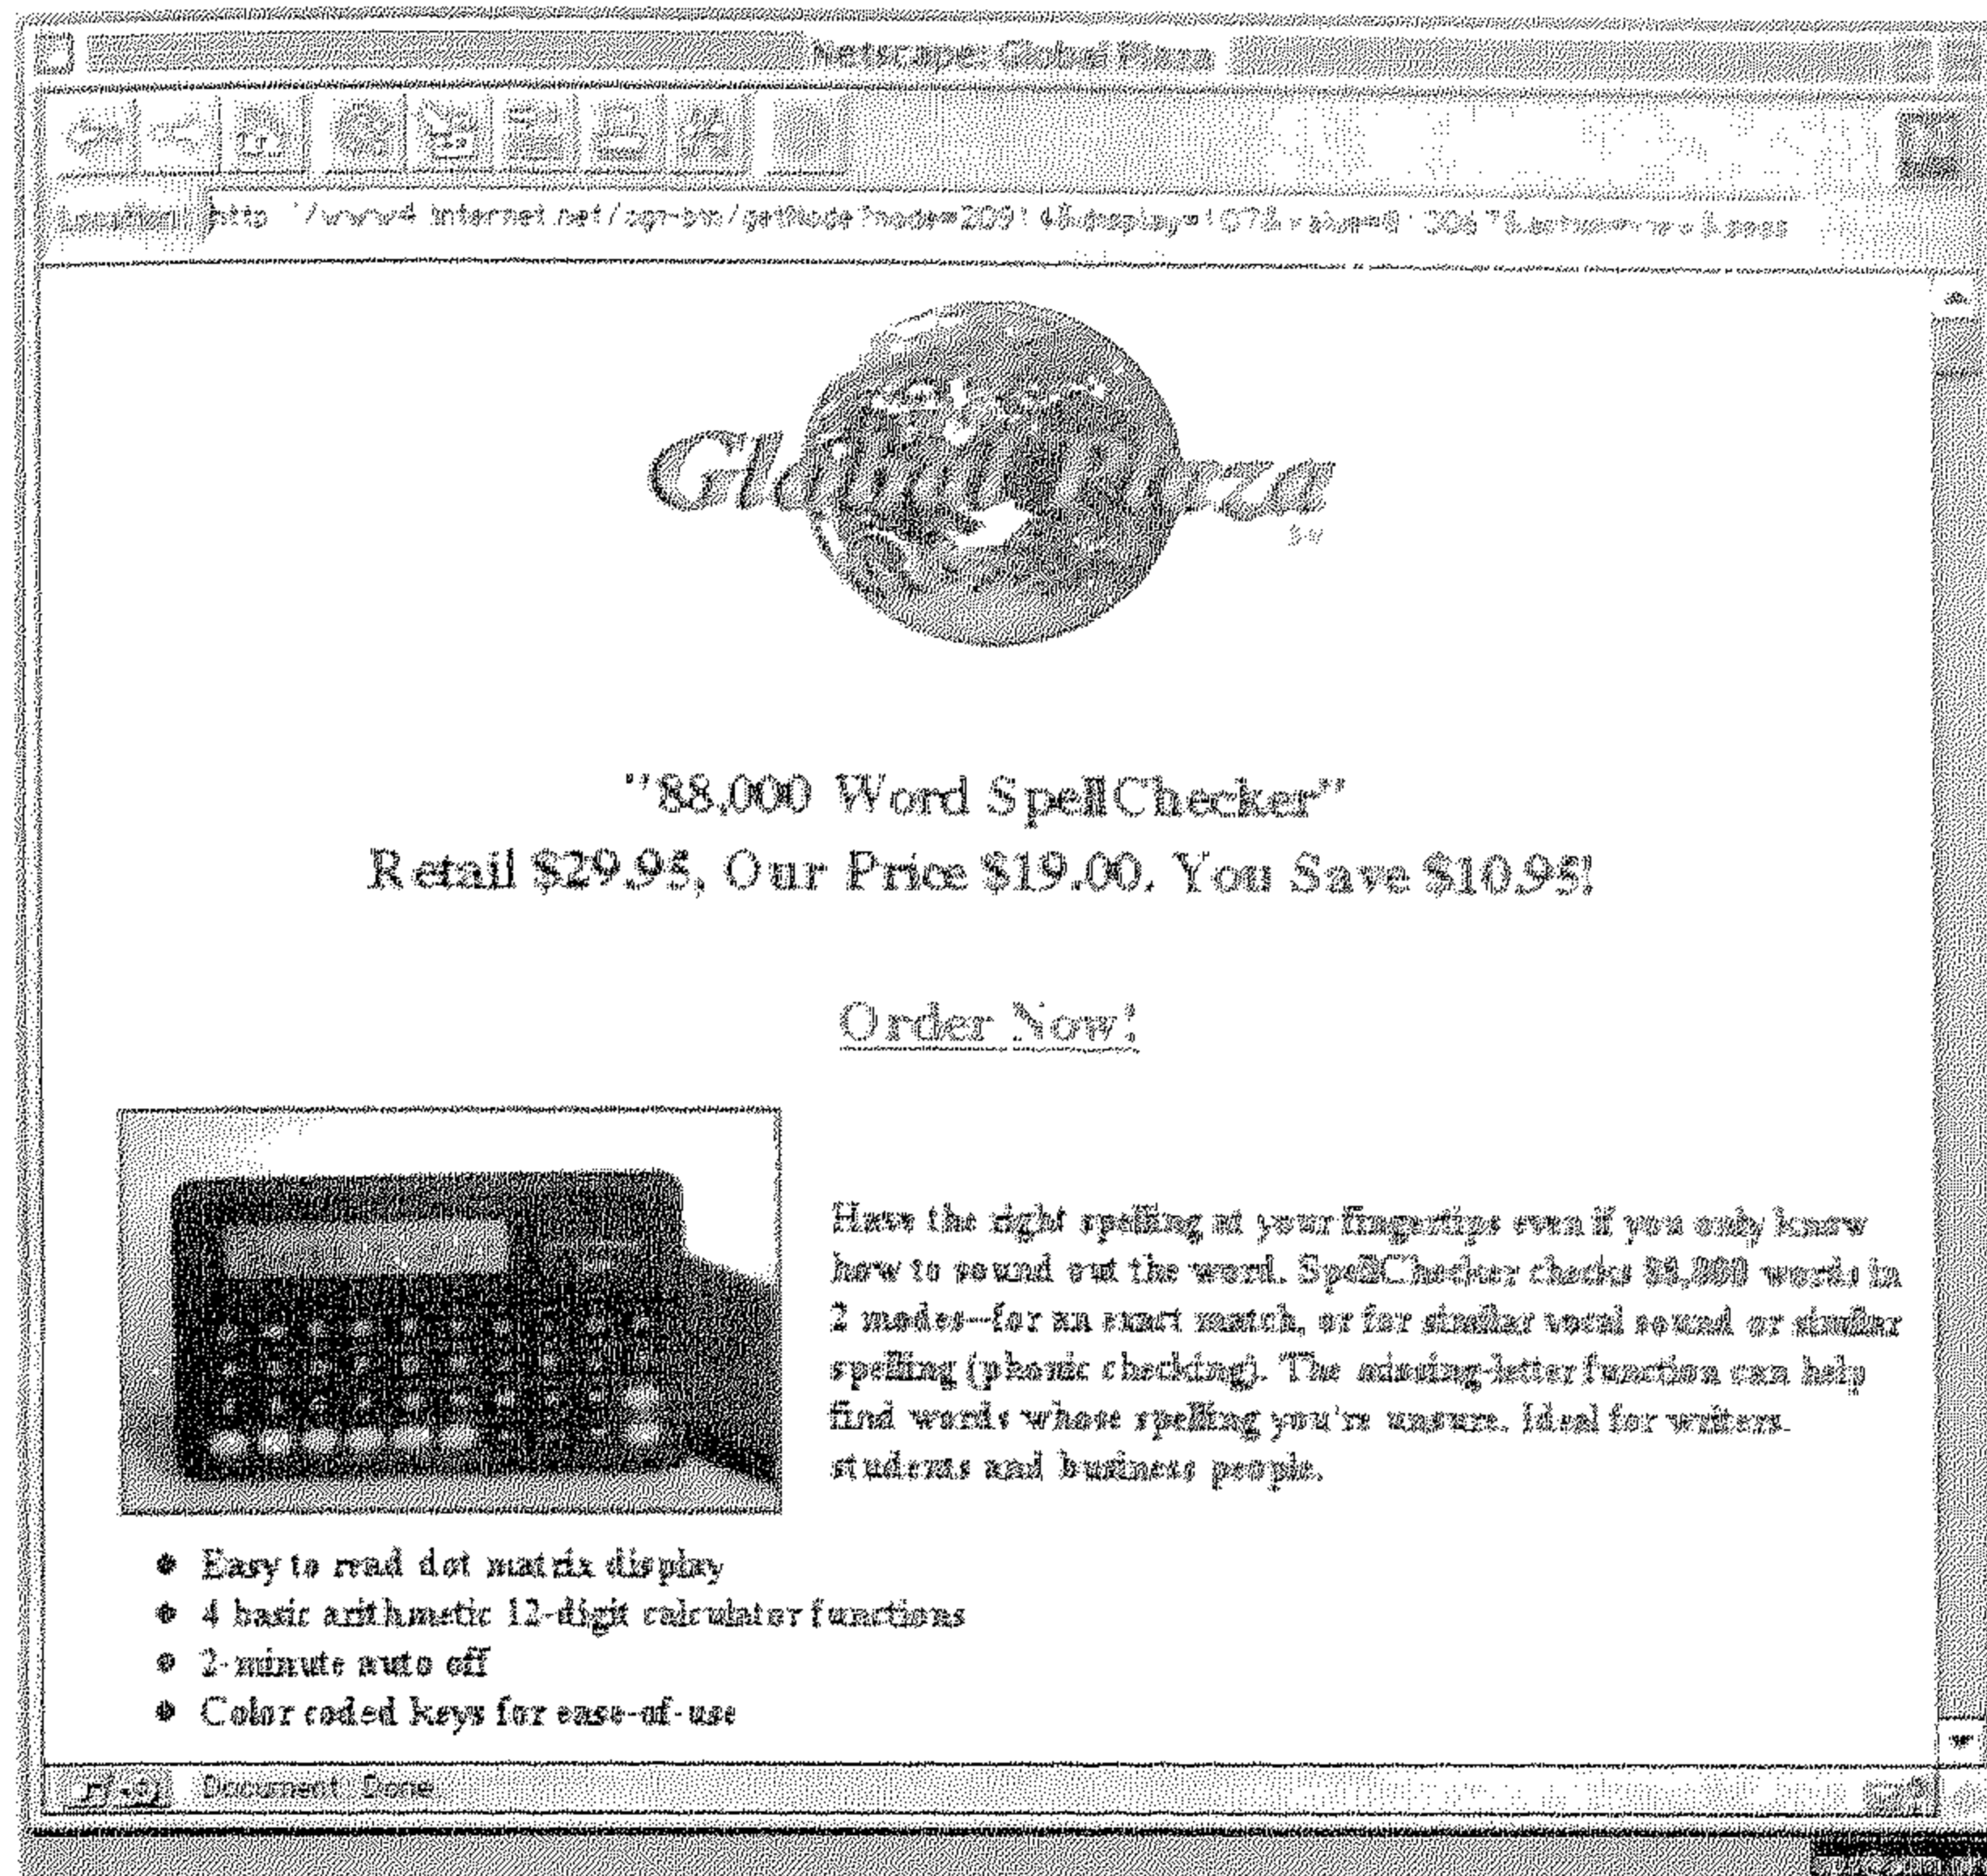 Netscape: Global Plaza
Location:
Global Plaza
"88,000 Word SpellChecker"
Retail $29.95, Our Price $19.00. You Save $10.95!
Order Now!
Have the right spelling at your fingertips even if you only know
how to sound out the word. SpellChecker checks 88,000 words in
2 modes--for an exact match, or for similar vocal sound or similar
spelling (phonic checking). The missing-letter function can help
find words whose spelling you're unsure. Ideal for writers.
students and business people.
• Easy to read dot matrix display
• 4 basic arithmetic 12-digit calculator functions
• 2-minute auto off
• Color coded keys for ease-of-use
Document: Done